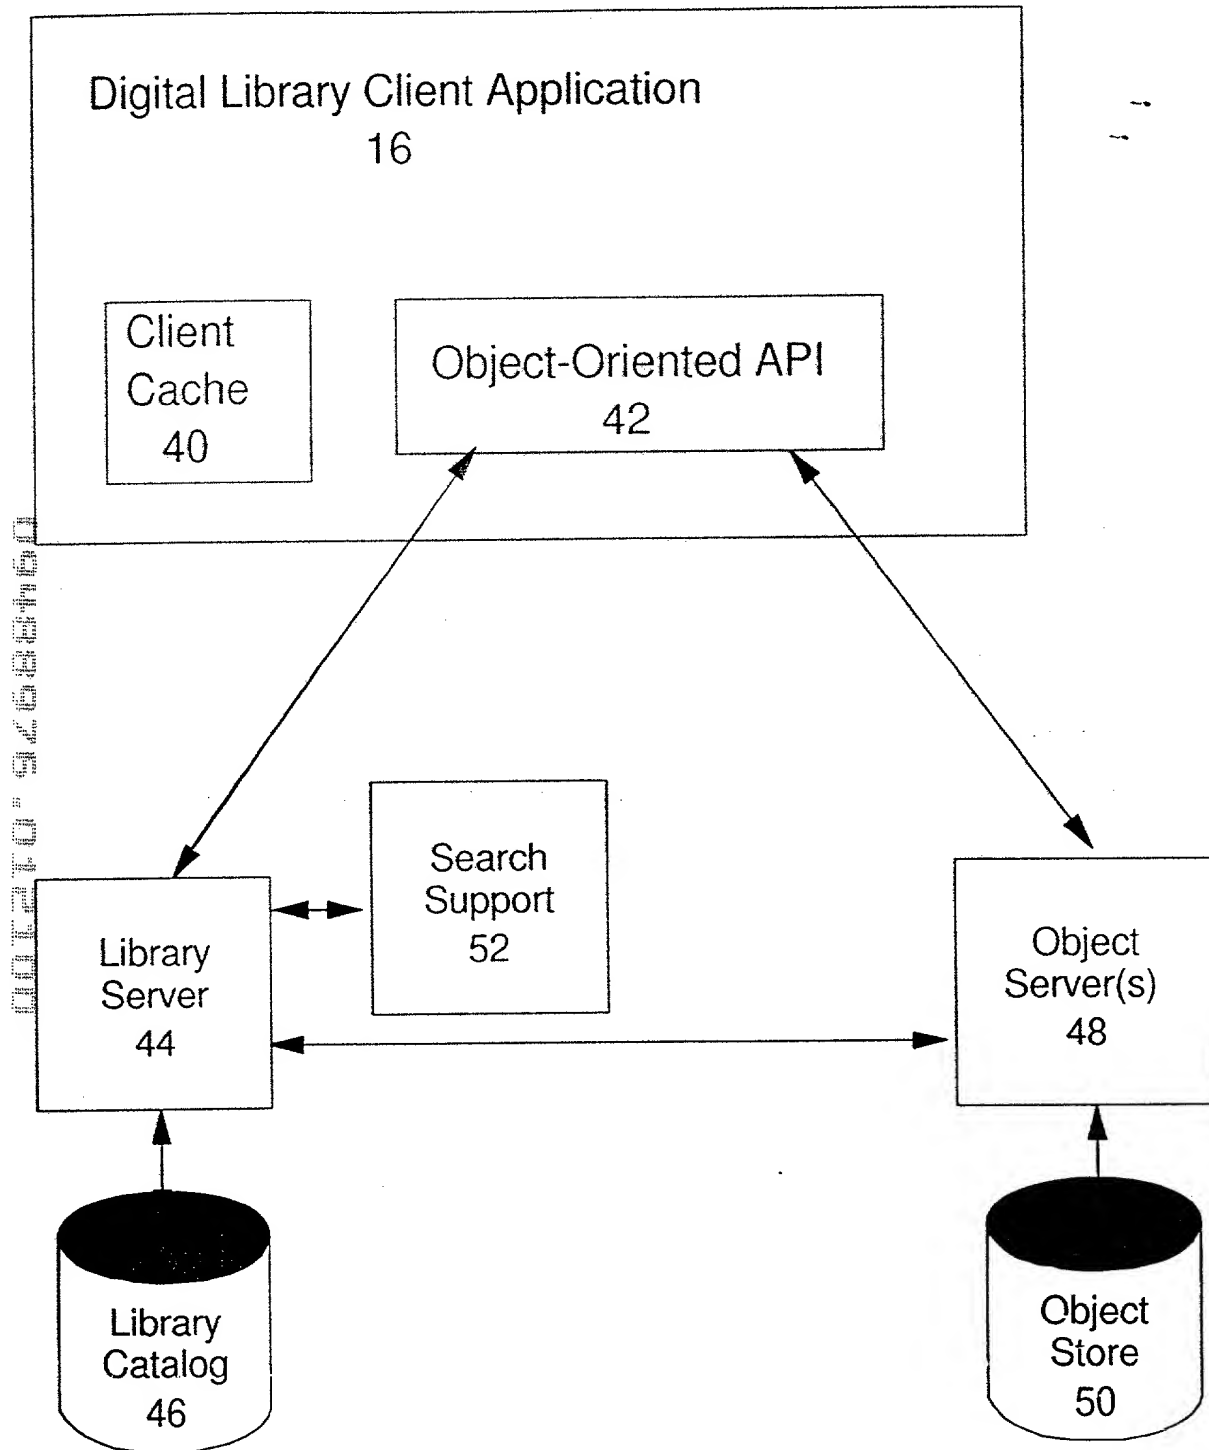 Digital Library Client Application
16
Client
Cache
40
Object-Oriented API
42
Search
Support
52
Library
Server
44
Object
Server(s)
48
Library
Catalog
46
Object
Store
50